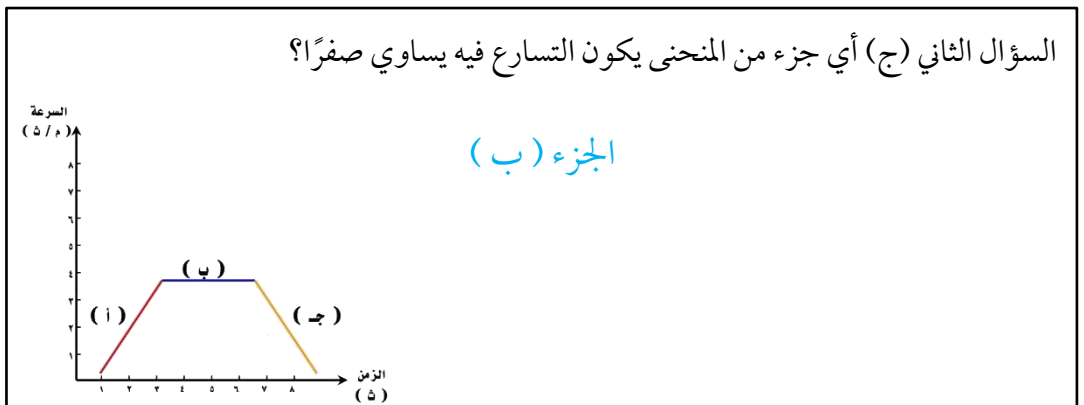 السؤال الثاني (ج) أي جزء من المنحنى يكون التسارع فيه يساوي صفرًا؟
الجزء ( ب )
السرعة
( م / ث )
٨
٧
٦
٥
٤
٣
٢
١
( أ )
( ب )
( جـ )
١ ٢ ٣ ٤ ٥ ٦ ٧ ٨
الزمن
( ث )